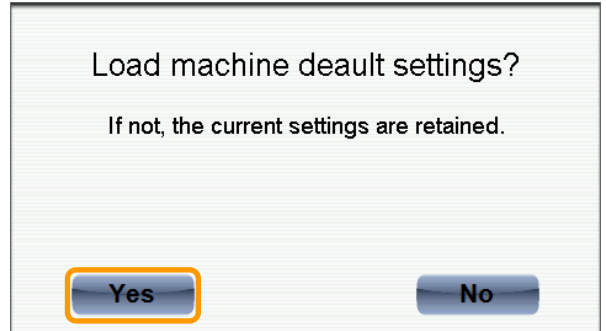 Load machine deault settings?
If not, the current settings are retained.
Yes No